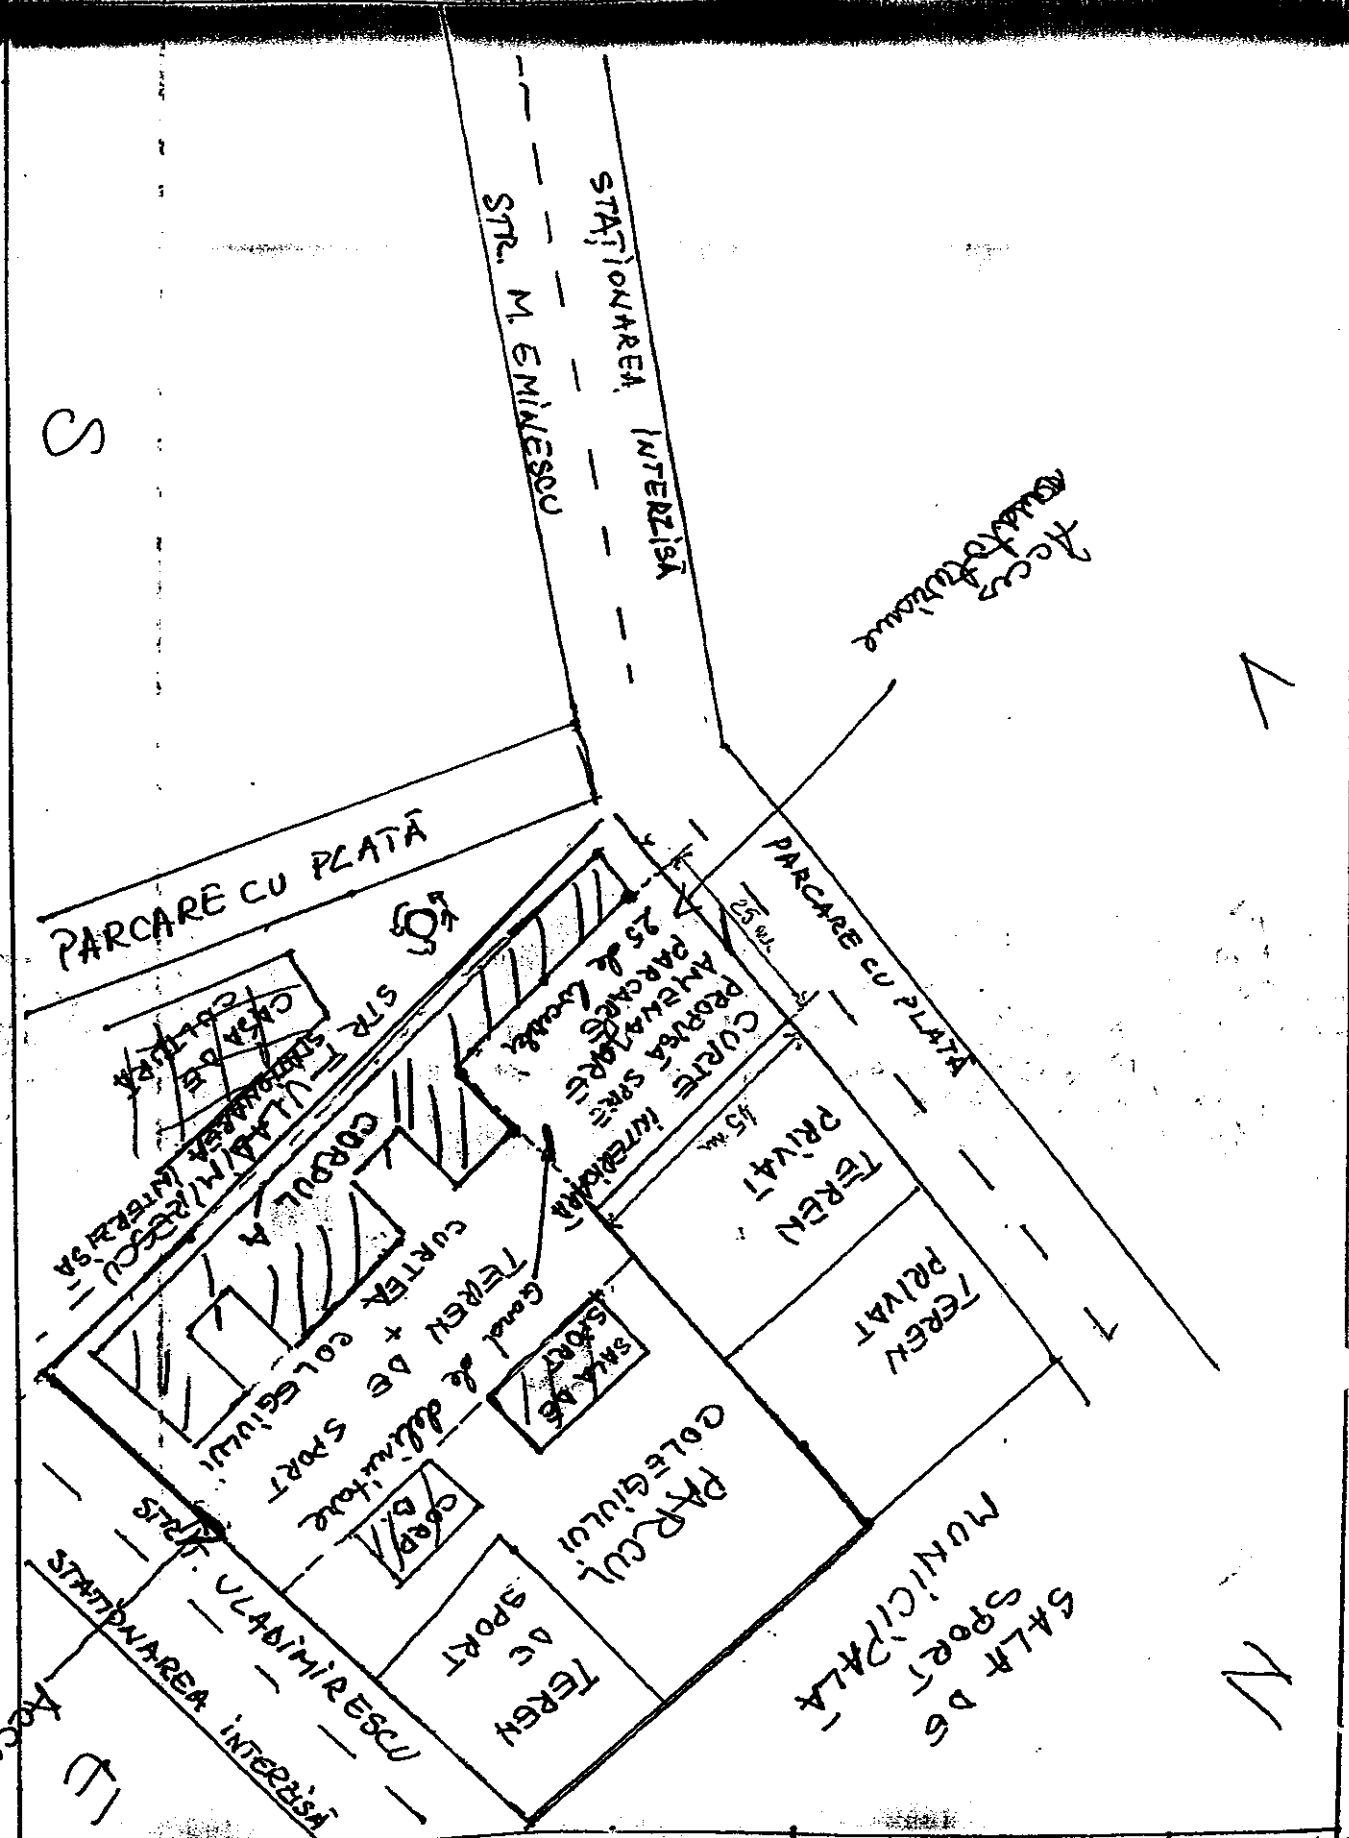 S
STR. M. EMINESCU
STAȚIONAREA INTERZISĂ
Acces
autoturisme
V
PARCARE CU PLATĂ
PARCARE CU PLATĂ
25 m
CASA DE
CULTURĂ
STR T. VLADIMIRESCU
STAȚIONAREA INTERZISĂ
CORPUL
A
CURTE INTERIOARĂ
PROPUSĂ SPRE
AMENAJARE
PARCARE
25 de locuri
45 m
TEREN
PRIVAT
TEREN
PRIVAT
CURTEA COLEGIULUI
+
TEREN DE SPORT
Gard de delimitare
SALA DE
SPORT
CORP
B
PARCUL
COLEGIULUI
TEREN
DE
SPORT
SALA DE
SPORT
MUNICIPALĂ
STR. T. VLADIMIRESCU
STAȚIONAREA INTERZISĂ
N